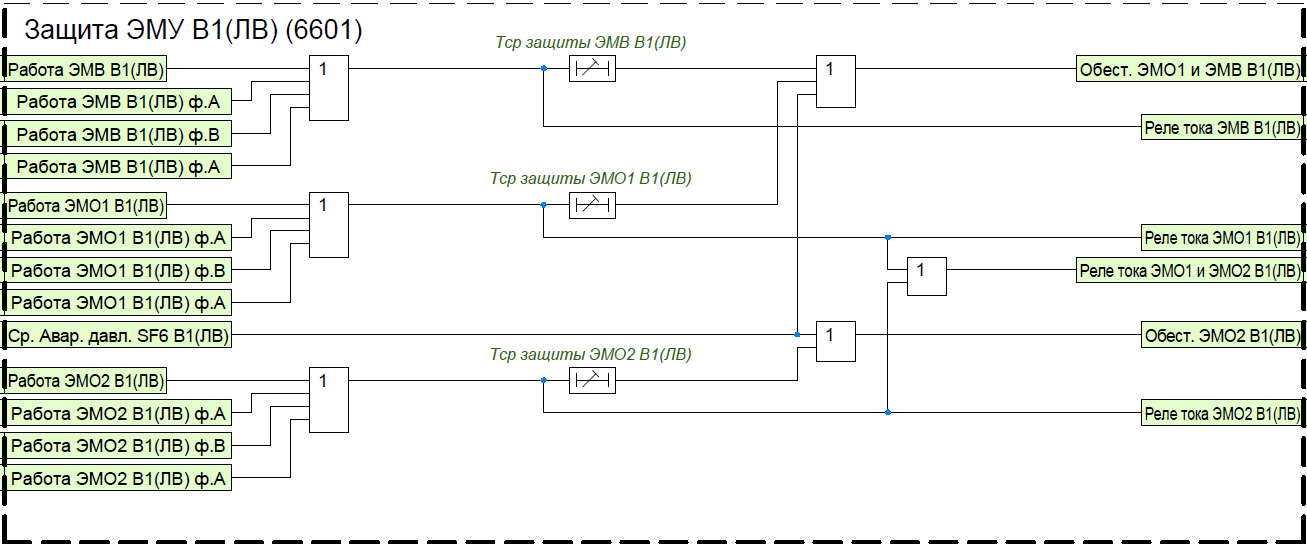 Защита ЭМУ В1(ЛВ) (6601)
Тср защиты ЭМВ В1(ЛВ)
Работа ЭМВ В1(ЛВ)
1
1
Обест. ЭМО1 и ЭМВ В1(ЛВ)
Работа ЭМВ В1(ЛВ) ф.А
Работа ЭМВ В1(ЛВ) ф.В
Реле тока ЭМВ В1(ЛВ)
Работа ЭМВ В1(ЛВ) ф.А
Тср защиты ЭМО1 В1(ЛВ)
Работа ЭМО1 В1(ЛВ)
1
Работа ЭМО1 В1(ЛВ) ф.А
Реле тока ЭМО1 В1(ЛВ)
Работа ЭМО1 В1(ЛВ) ф.В
1
Реле тока ЭМО1 и ЭМО2 В1(ЛВ)
Работа ЭМО1 В1(ЛВ) ф.А
Ср. Авар. давл. SF6 В1(ЛВ)
1
Обест. ЭМО2 В1(ЛВ)
Тср защиты ЭМО2 В1(ЛВ)
Работа ЭМО2 В1(ЛВ)
1
Работа ЭМО2 В1(ЛВ) ф.А
Реле тока ЭМО2 В1(ЛВ)
Работа ЭМО2 В1(ЛВ) ф.В
Работа ЭМО2 В1(ЛВ) ф.А